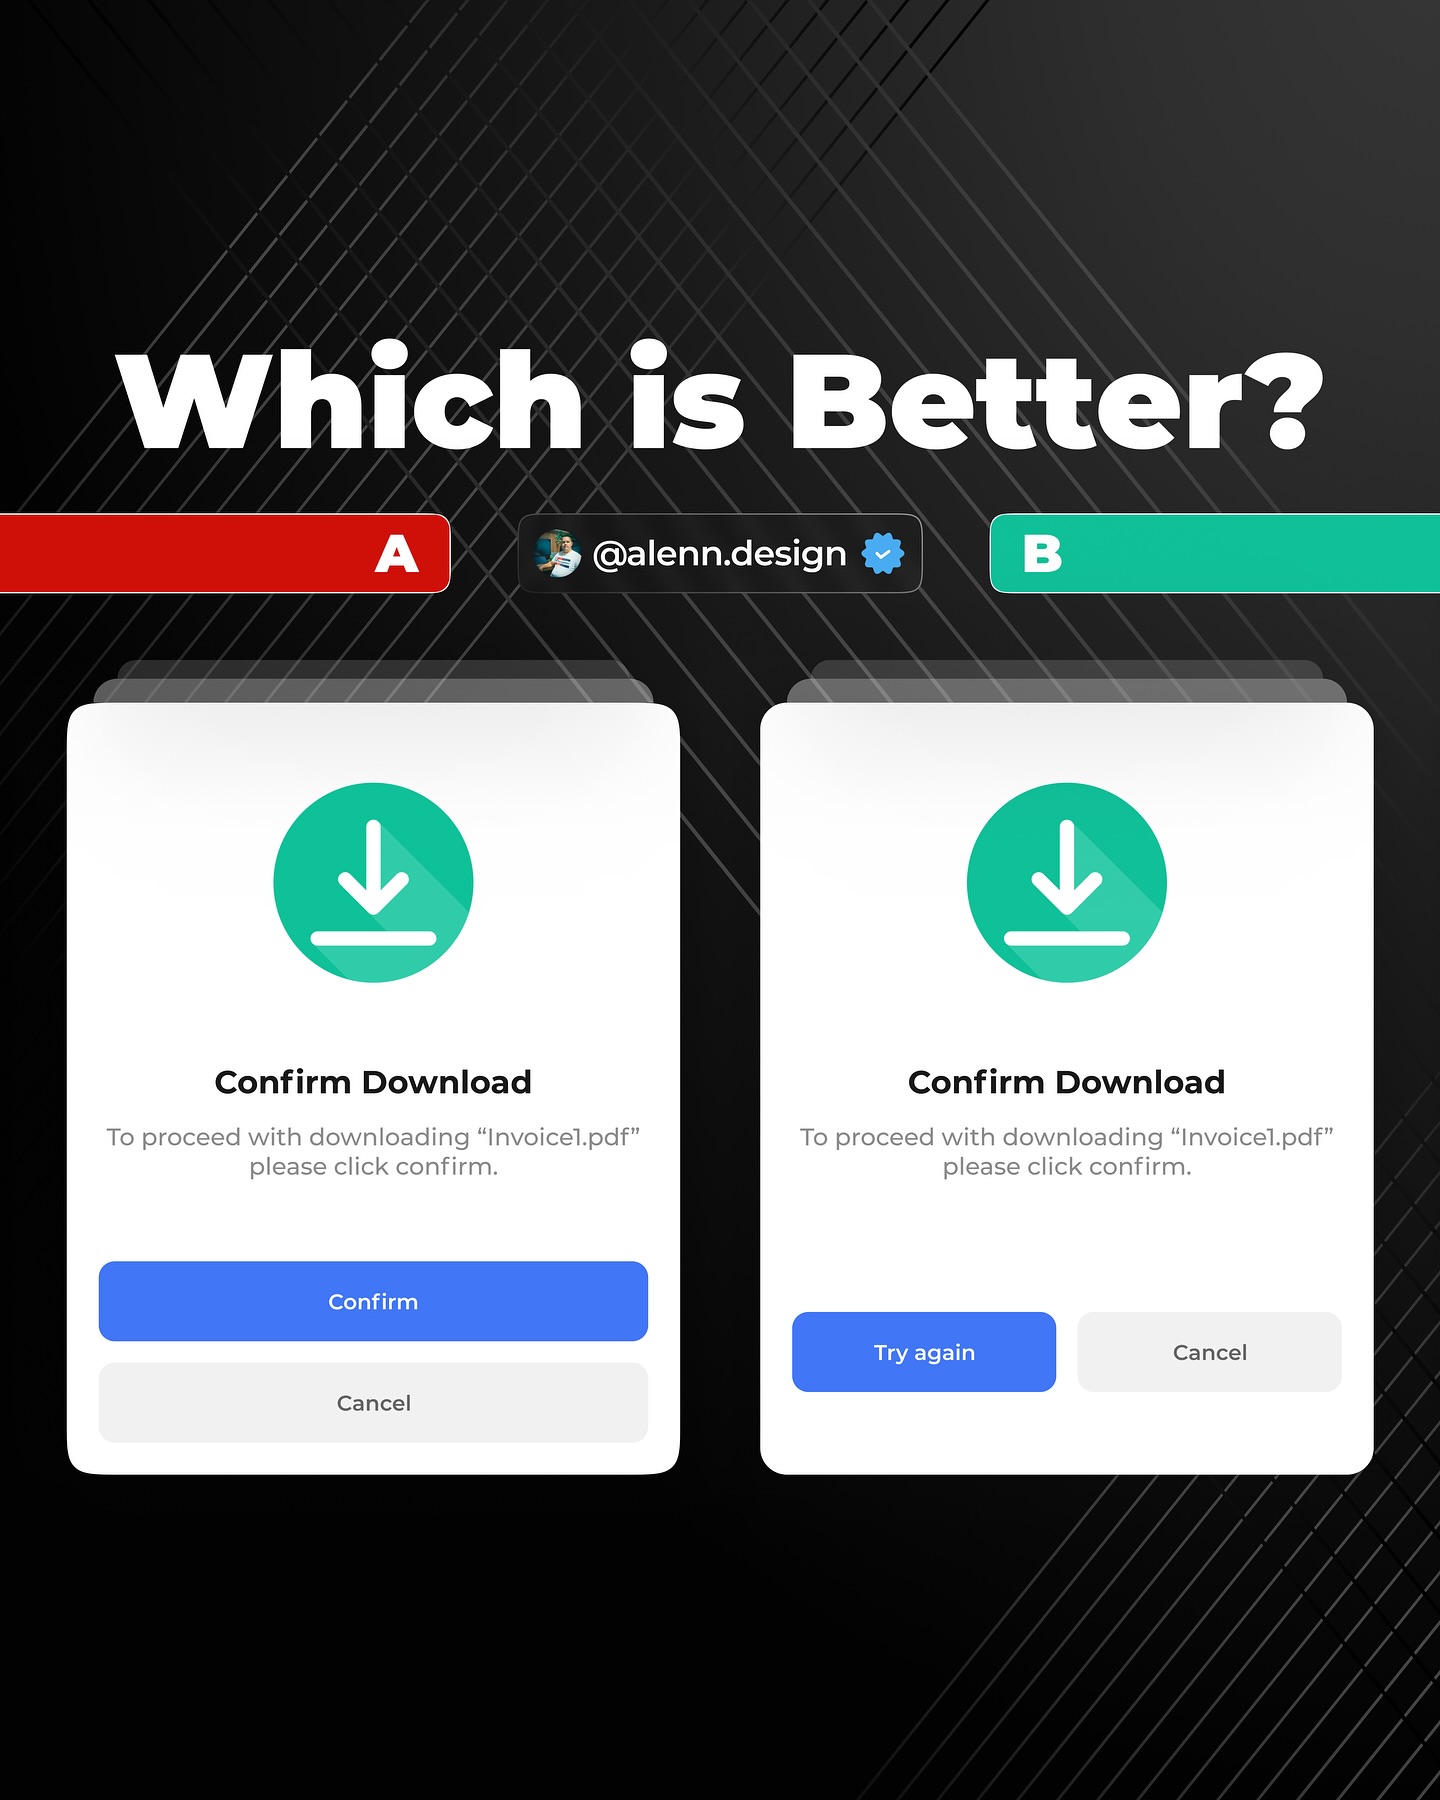 Which is Better?
A
@alenn.design
B
Confirm Download
To proceed with downloading “Invoice1.pdf”
please click confirm.
Confirm
Cancel
Confirm Download
To proceed with downloading “Invoice1.pdf”
please click confirm.
Try again
Cancel